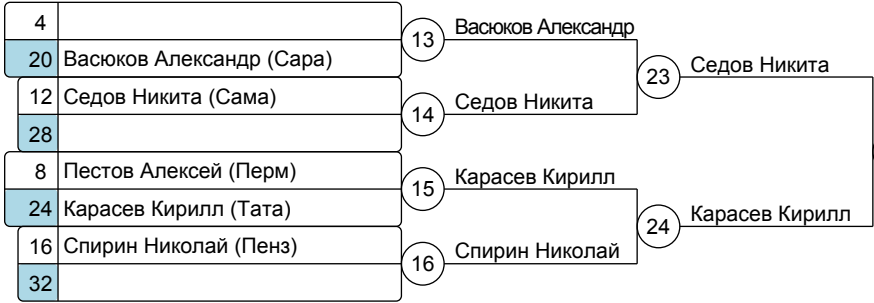 4
20 Васюков Александр (Сара)
12 Седов Никита (Сама)
28
8 Пестов Алексей (Перм)
24 Карасев Кирилл (Тата)
16 Спирин Николай (Пенз)
32
13 Васюков Александр
14 Седов Никита
15 Карасев Кирилл
16 Спирин Николай
23 Седов Никита
24 Карасев Кирилл